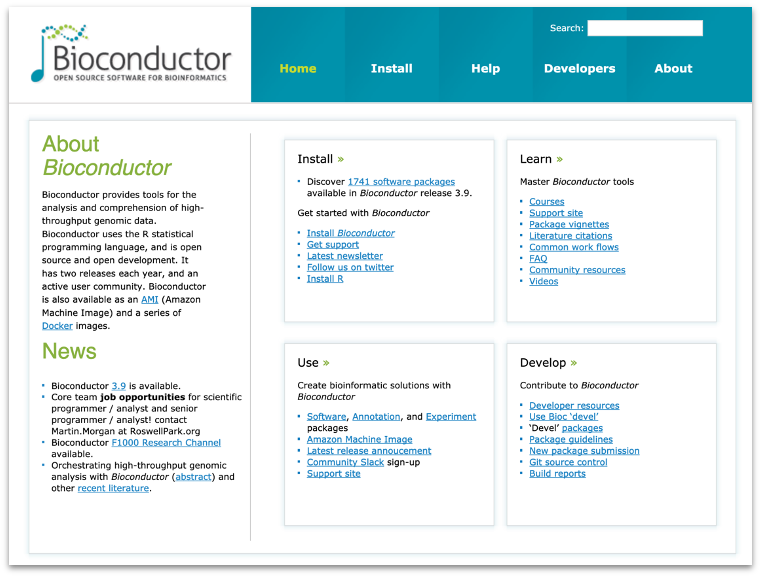 Bioconductor
OPEN SOURCE SOFTWARE FOR BIOINFORMATICS
Search:
Home
Install
Help
Developers
About
About
Bioconductor
Bioconductor provides tools for the
analysis and comprehension of high-
throughput genomic data.
Bioconductor uses the R statistical
programming language, and is open
source and open development. It
has two releases each year, and an
active user community. Bioconductor
is also available as an AMI (Amazon
Machine Image) and a series of
Docker images.
News
• Bioconductor 3.9 is available.
• Core team job opportunities for scientific
programmer / analyst and senior
programmer / analyst! contact
Martin.Morgan at RoswellPark.org
• Bioconductor F1000 Research Channel
available.
• Orchestrating high-throughput genomic
analysis with Bioconductor (abstract) and
other recent literature.
Install »
• Discover 1741 software packages
available in Bioconductor release 3.9.
Get started with Bioconductor
• Install Bioconductor
• Get support
• Latest newsletter
• Follow us on twitter
• Install R
Learn »
Master Bioconductor tools
• Courses
• Support site
• Package vignettes
• Literature citations
• Common work flows
• FAQ
• Community resources
• Videos
Use »
Create bioinformatic solutions with
Bioconductor
• Software, Annotation, and Experiment
packages
• Amazon Machine Image
• Latest release annoucement
• Community Slack sign-up
• Support site
Develop »
Contribute to Bioconductor
• Developer resources
• Use Bioc 'devel'
• 'Devel' packages
• Package guidelines
• New package submission
• Git source control
• Build reports